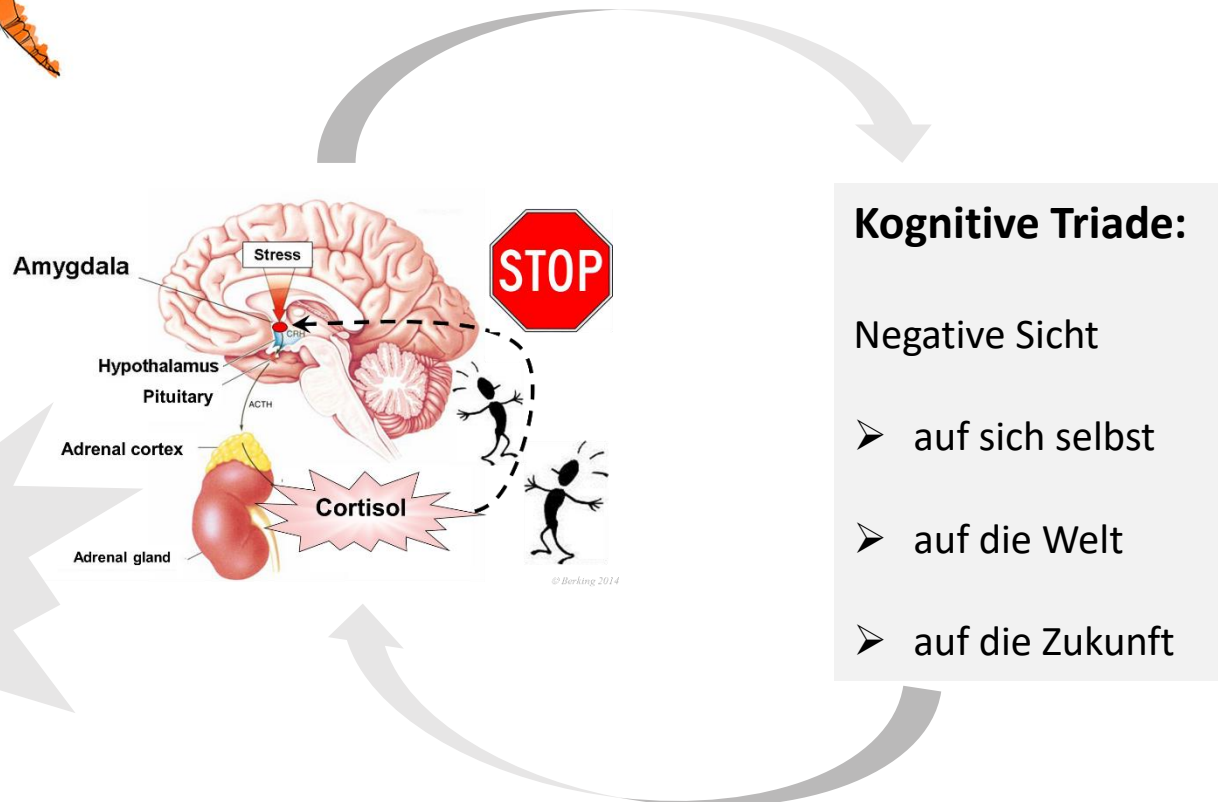 Amygdala
Stress
STOP
CRH
Hypothalamus
Pituitary
ACTH
Adrenal cortex
Cortisol
Adrenal gland
© Berking 2014
Kognitive Triade:
Negative Sicht
➢ auf sich selbst
➢ auf die Welt
➢ auf die Zukunft